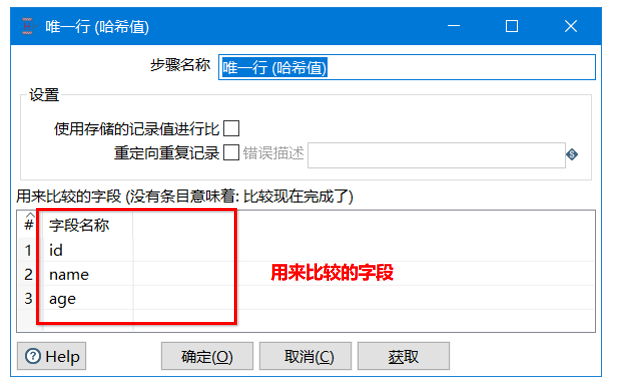 唯一行 (哈希值)
步骤名称 唯一行 (哈希值)
设置
使用存储的记录值进行比
重定向重复记录 错误描述
用来比较的字段 (没有条目意味着: 比较现在完成了)
# 字段名称
1 id
2 name 用来比较的字段
3 age
Help 确定(O) 取消(C) 获取